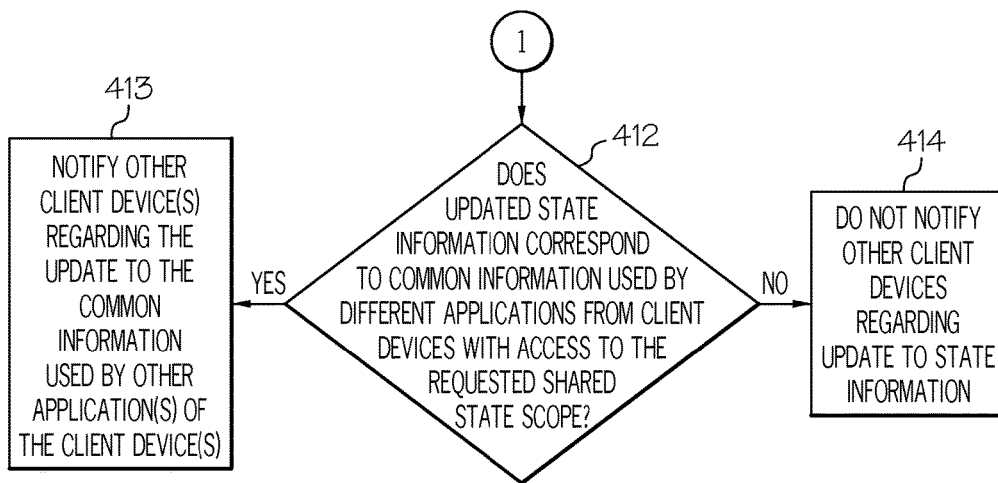 1
413
NOTIFY OTHER
CLIENT DEVICE(S)
REGARDING THE
UPDATE TO THE
COMMON
INFORMATION
USED BY OTHER
APPLICATION(S) OF
THE CLIENT DEVICE(S)
YES
412
DOES
UPDATED STATE
INFORMATION CORRESPOND
TO COMMON INFORMATION USED BY
DIFFERENT APPLICATIONS FROM CLIENT
DEVICES WITH ACCESS TO THE
REQUESTED SHARED
STATE SCOPE?
NO
414
DO NOT NOTIFY
OTHER CLIENT
DEVICES
REGARDING
UPDATE TO STATE
INFORMATION